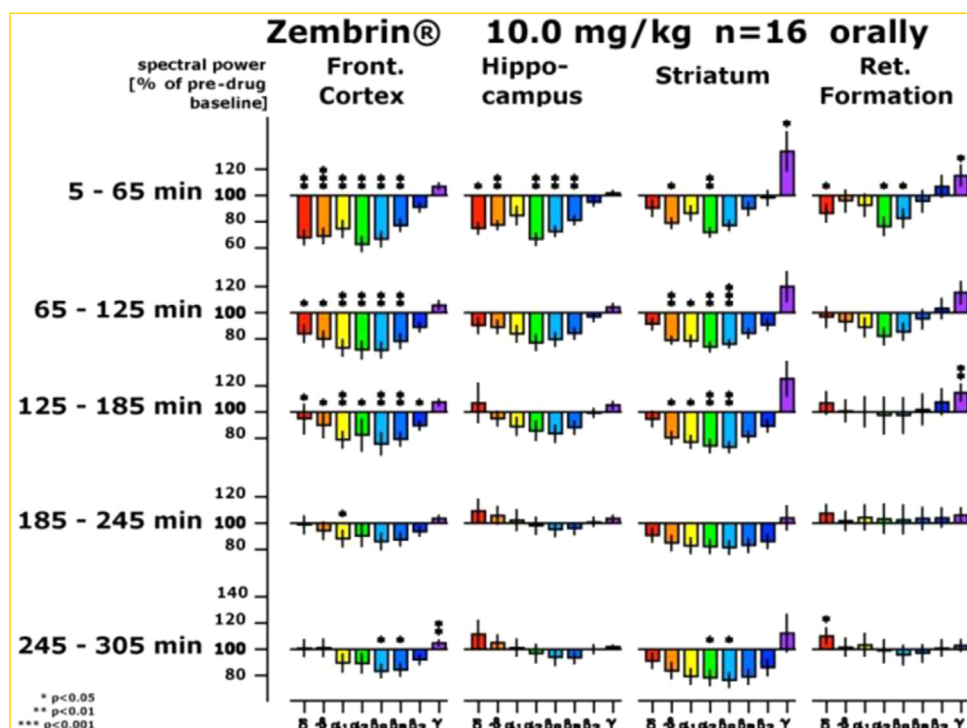 Zembrin® 10.0 mg/kg n=16 orally
spectral power
[% of pre-drug
baseline]
Front.
Cortex
Hippo-
campus
Striatum
Ret.
Formation
5 - 65 min
120
100
80
60
65 - 125 min
120
100
80
125 - 185 min
120
100
80
185 - 245 min
120
100
80
245 - 305 min
140
120
100
80
* p<0.05
** p<0.01
*** p<0.001